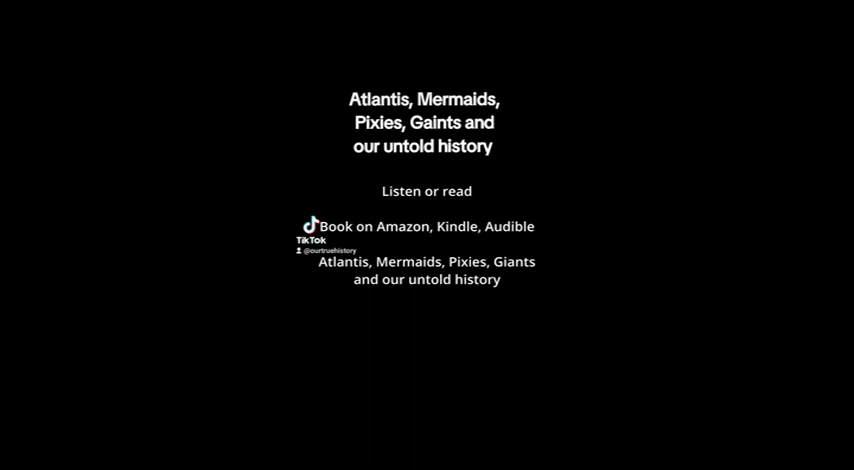 Atlantis, Mermaids,
Pixies, Gaints and
our untold history
Listen or read
Book on Amazon, Kindle, Audible
TikTok
@ourtruehistory
Atlantis, Mermaids, Pixies, Giants
and our untold history